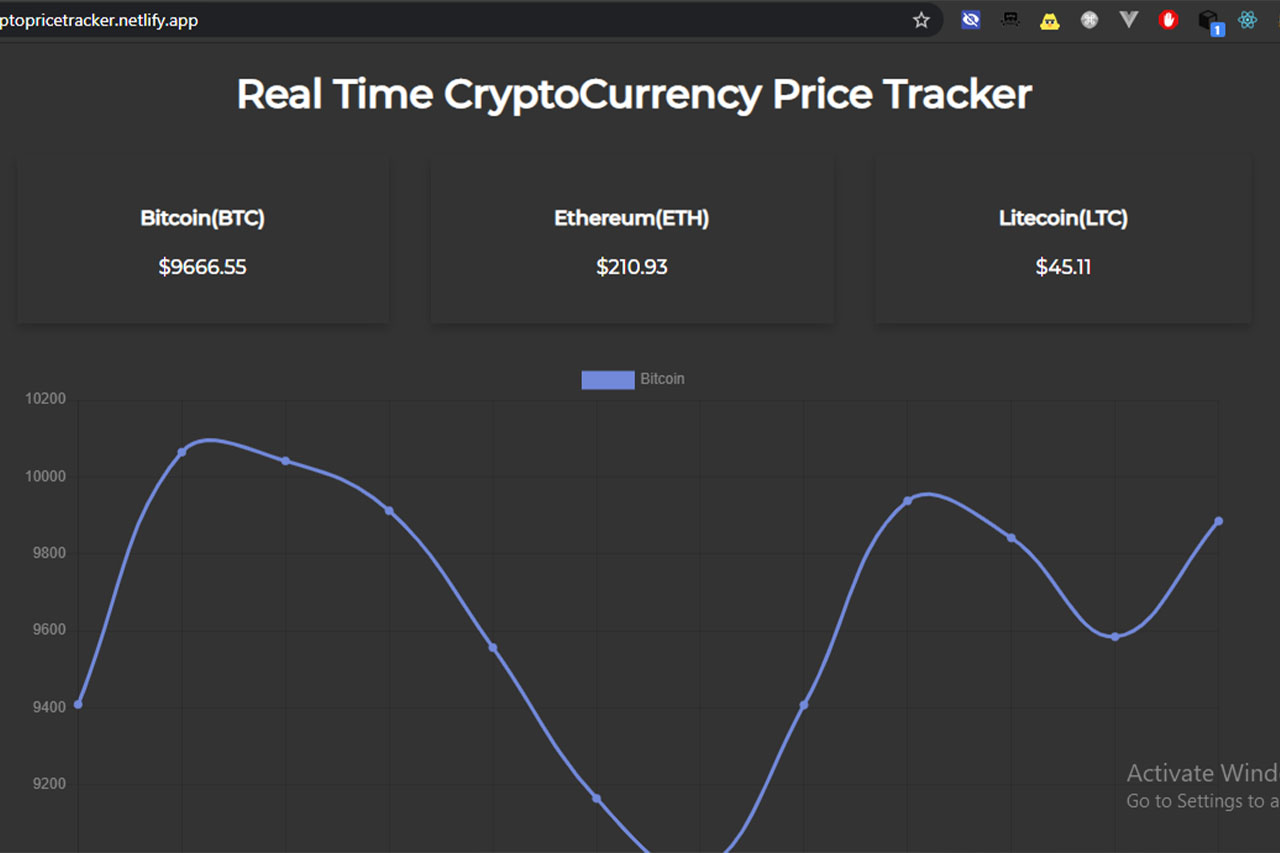 ptopricetracker.netlify.app
1
Real Time CryptoCurrency Price Tracker
Bitcoin(BTC)
$9666.55
Ethereum(ETH)
$210.93
Litecoin(LTC)
$45.11
Bitcoin
10200
10000
9800
9600
9400
9200
Activate Wind
Go to Settings to a